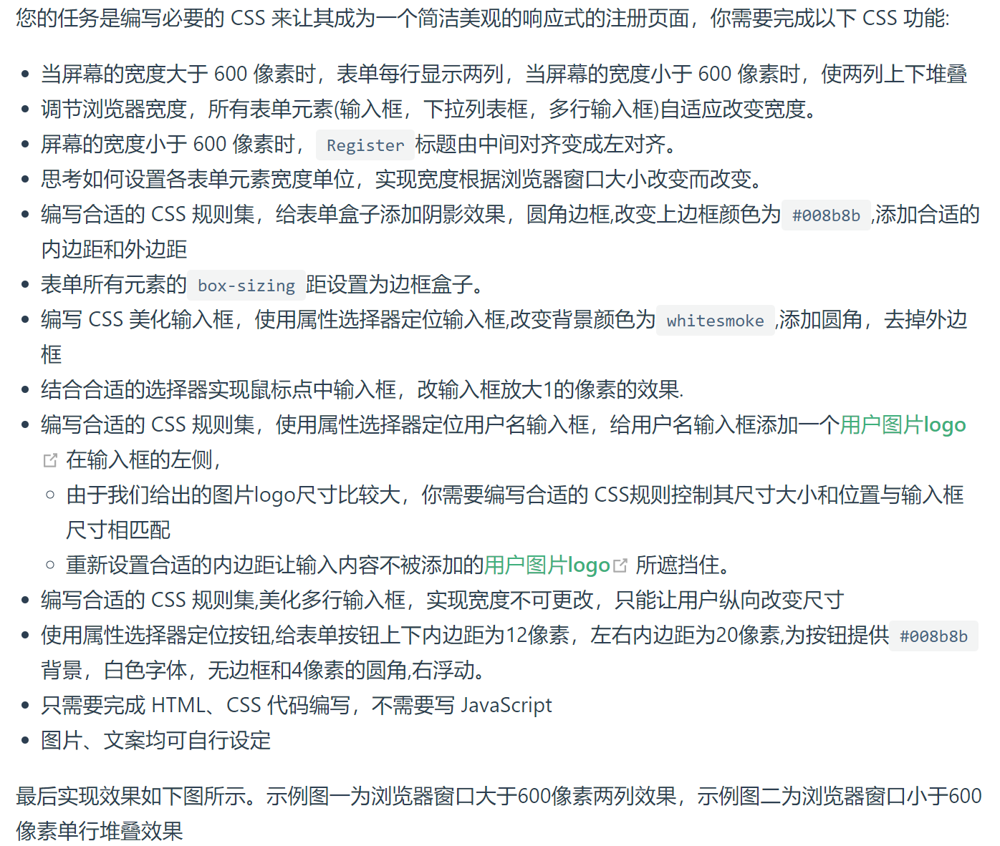 您的任务是编写必要的 CSS 来让其成为一个简洁美观的响应式的注册页面，你需要完成以下 CSS 功能:
当屏幕的宽度大于 600 像素时，表单每行显示两列，当屏幕的宽度小于 600 像素时，使两列上下堆叠
调节浏览器宽度，所有表单元素(输入框，下拉列表框，多行输入框)自适应改变宽度。
屏幕的宽度小于 600 像素时， Register 标题由中间对齐变成左对齐。
思考如何设置各表单元素宽度单位，实现宽度根据浏览器窗口大小改变而改变。
编写合适的 CSS 规则集，给表单盒子添加阴影效果，圆角边框,改变上边框颜色为 #008b8b ,添加合适的
内边距和外边距
表单所有元素的 box-sizing 距设置为边框盒子。
编写 CSS 美化输入框，使用属性选择器定位输入框,改变背景颜色为 whitesmoke ,添加圆角，去掉外边
框
结合合适的选择器实现鼠标点中输入框，改输入框放大1的像素的效果.
编写合适的 CSS 规则集，使用属性选择器定位用户名输入框，给用户名输入框添加一个用户图片logo
在输入框的左侧，
由于我们给出的图片logo尺寸比较大，你需要编写合适的 CSS规则控制其尺寸大小和位置与输入框
尺寸相匹配
重新设置合适的内边距让输入内容不被添加的用户图片logo 所遮挡住。
编写合适的 CSS 规则集,美化多行输入框，实现宽度不可更改，只能让用户纵向改变尺寸
使用属性选择器定位按钮,给表单按钮上下内边距为12像素，左右内边距为20像素,为按钮提供 #008b8b
背景，白色字体，无边框和4像素的圆角,右浮动。
只需要完成 HTML、CSS 代码编写，不需要写 JavaScript
图片、文案均可自行设定
最后实现效果如下图所示。示例图一为浏览器窗口大于600像素两列效果，示例图二为浏览器窗口小于600
像素单行堆叠效果